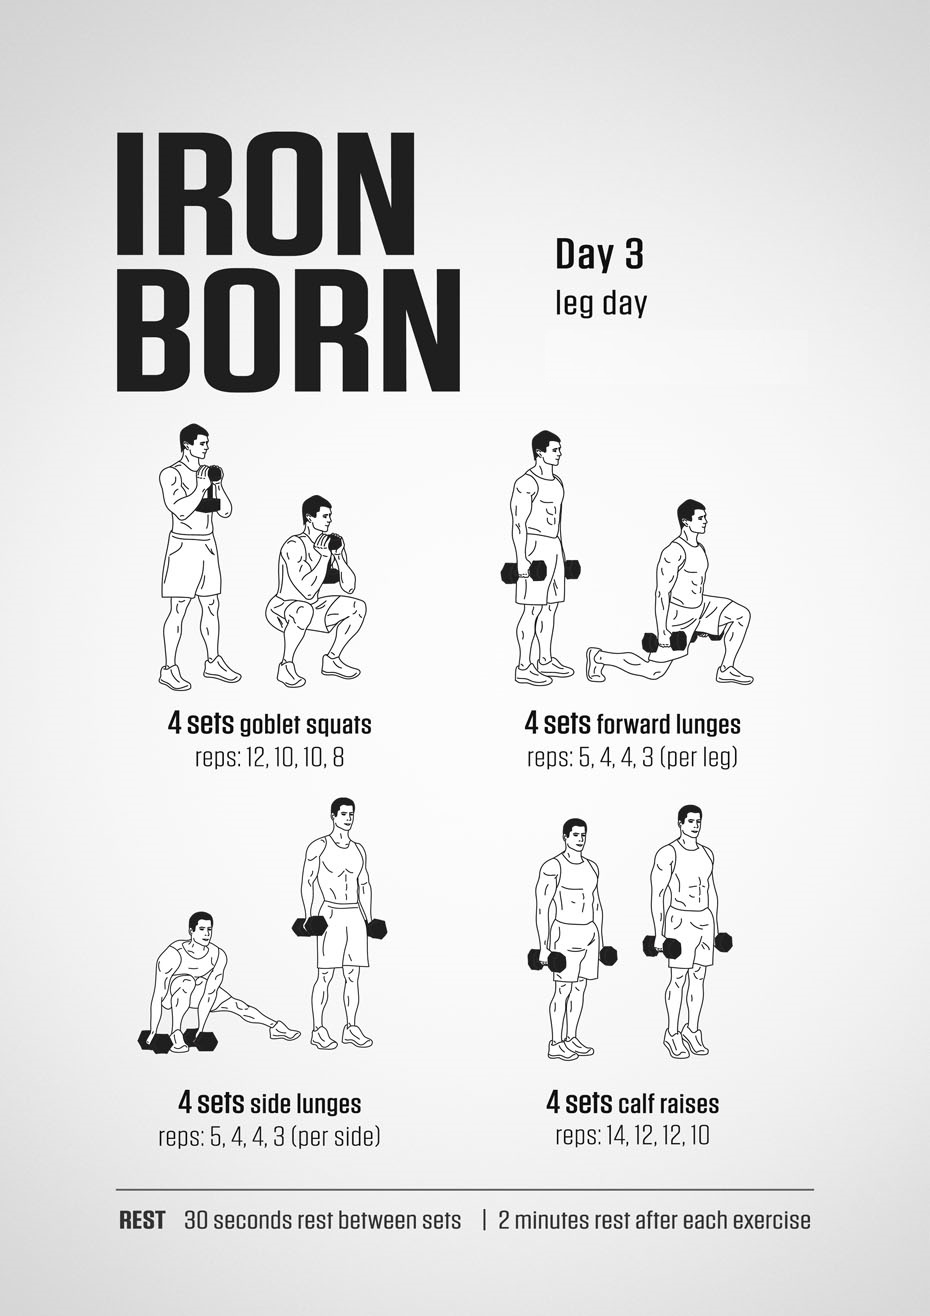 IRON
BORN
Day 3
leg day
4 sets goblet squats
reps: 12, 10, 10, 8
4 sets forward lunges
reps: 5, 4, 4, 3 (per leg)
4 sets side lunges
reps: 5, 4, 4, 3 (per side)
4 sets calf raises
reps: 14, 12, 12, 10
REST 30 seconds rest between sets | 2 minutes rest after each exercise